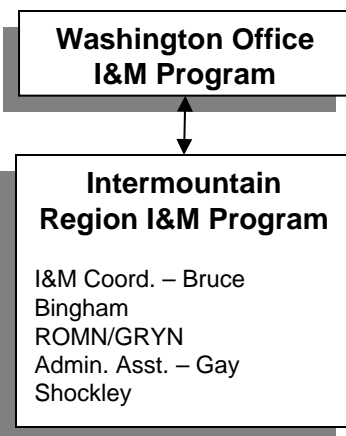 Washington Office
I&M Program
Intermountain
Region I&M Program
I&M Coord. – Bruce
Bingham
ROMN/GRYN
Admin. Asst. – Gay
Shockley